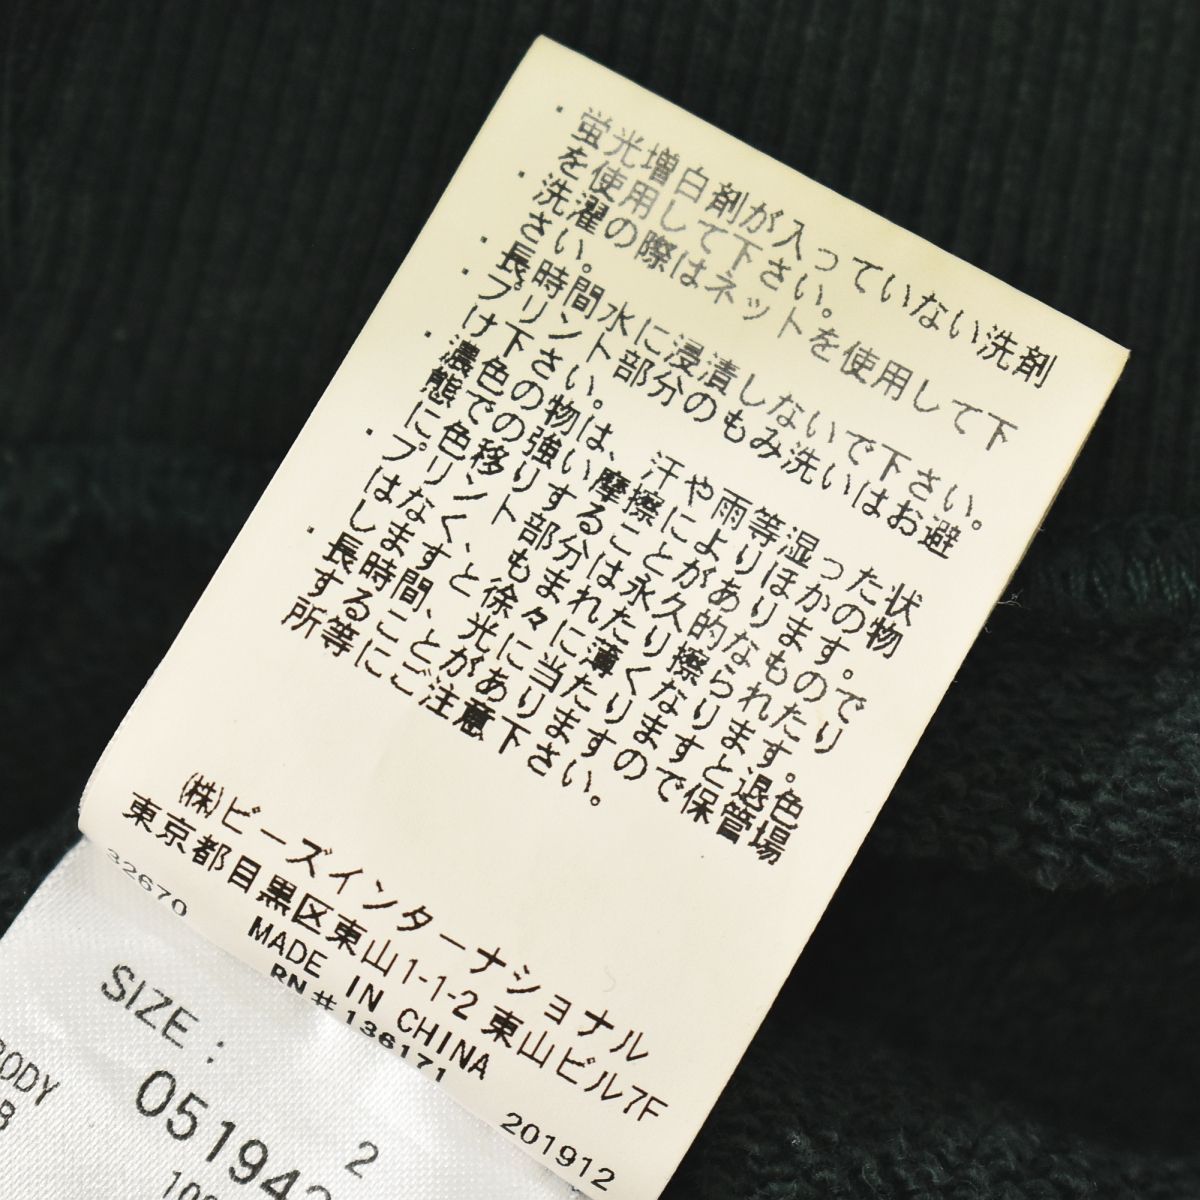 ・蛍光増白剤が入っていない洗剤
を使用して下さい。
・洗濯の際はネットを使用して下
さい。
・長時間水に浸漬しないで下さい。
・プリント部分のもみ洗いはお避
け下さい。
・濃色の物は、汗や雨等湿った状
態での強い摩擦によりほかの物
に色移りすることがあります。
・プリント部分は永久的なもので
はなく、もまれたり擦られたり
しますと徐々に薄くなります。
・長時間、光に当たりますと退色
することがありますので保管場
所等にご注意下さい。
(株)ビーズインターナショナル
東京都目黒区東山1-1-2 東山ビル7F
MADE IN CHINA
32670
RN#136171
201912
SIZE: 2
BODY